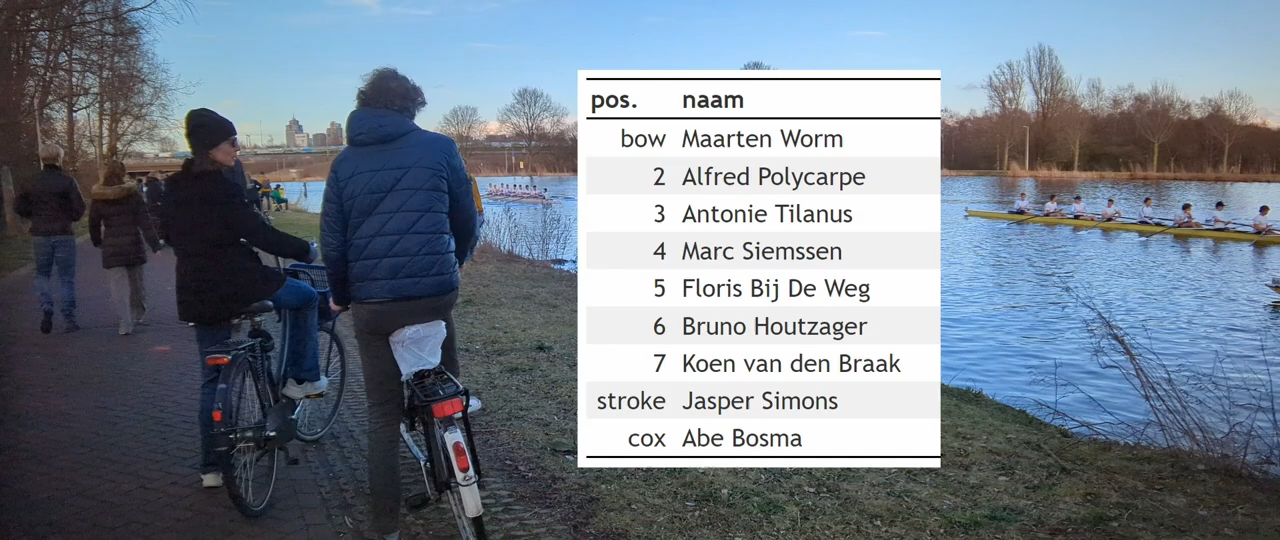 pos. naam
bow Maarten Worm
2 Alfred Polycarpe
3 Antonie Tilanus
4 Marc Siemssen
5 Floris Bij De Weg
6 Bruno Houtzager
7 Koen van den Braak
stroke Jasper Simons
cox Abe Bosma